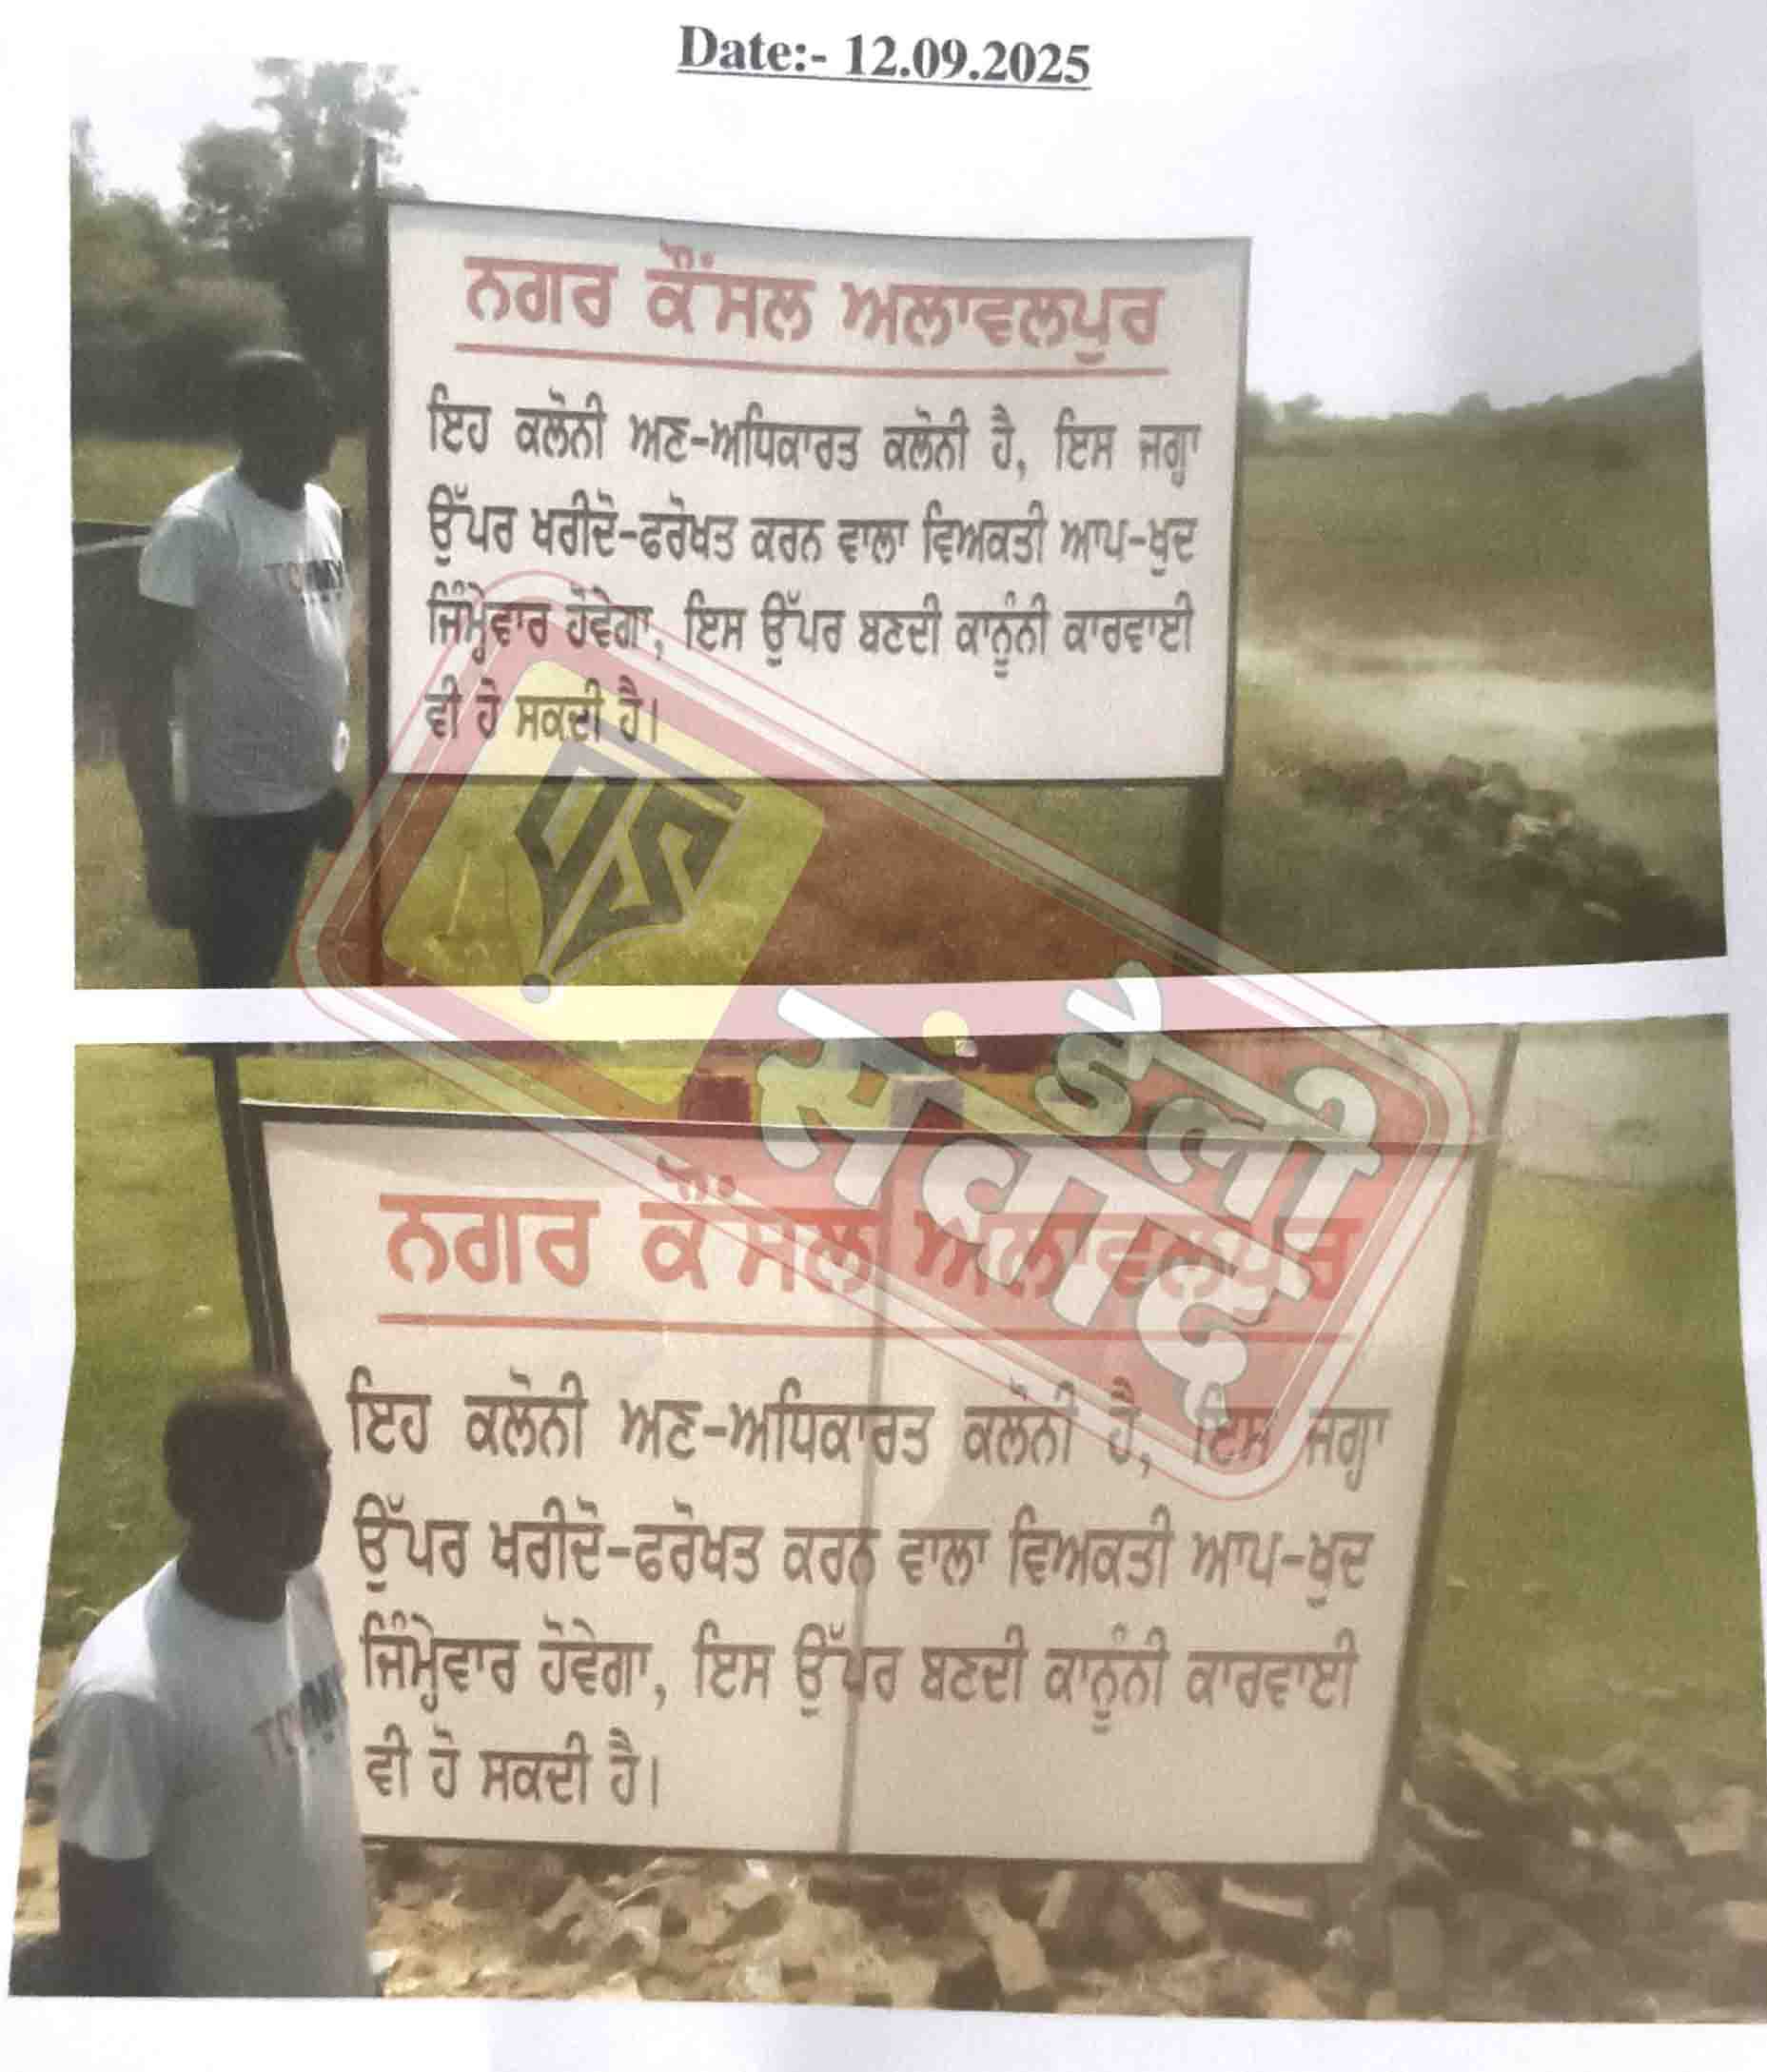 Date:- 12.09.2025
ਨਗਰ ਕੌਂਸਲ ਅਲਾਵਲਪੁਰ
ਇਹ ਕਲੋਨੀ ਅਣ-ਅਧਿਕਾਰਤ ਕਲੋਨੀ ਹੈ, ਇਸ ਜਗ੍ਹਾ
ਉੱਪਰ ਖਰੀਦੋ-ਫਰੋਖਤ ਕਰਨ ਵਾਲਾ ਵਿਅਕਤੀ ਆਪ-ਖੁਦ
ਜਿੰਮ੍ਹੇਵਾਰ ਹੋਵੇਗਾ, ਇਸ ਉੱਪਰ ਬਣਦੀ ਕਾਨੂੰਨੀ ਕਾਰਵਾਈ
ਵੀ ਹੋ ਸਕਦੀ ਹੈ।
डेली
संवाद
ਨਗਰ ਕੌਂਸਲ ਅਲਾਵਲਪੁਰ
ਇਹ ਕਲੋਨੀ ਅਣ-ਅਧਿਕਾਰਤ ਕਲੋਨੀ ਹੈ, ਇਸ ਜਗ੍ਹਾ
ਉੱਪਰ ਖਰੀਦੋ-ਫਰੋਖਤ ਕਰਨ ਵਾਲਾ ਵਿਅਕਤੀ ਆਪ-ਖੁਦ
ਜਿੰਮ੍ਹੇਵਾਰ ਹੋਵੇਗਾ, ਇਸ ਉੱਪਰ ਬਣਦੀ ਕਾਨੂੰਨੀ ਕਾਰਵਾਈ
ਵੀ ਹੋ ਸਕਦੀ ਹੈ।